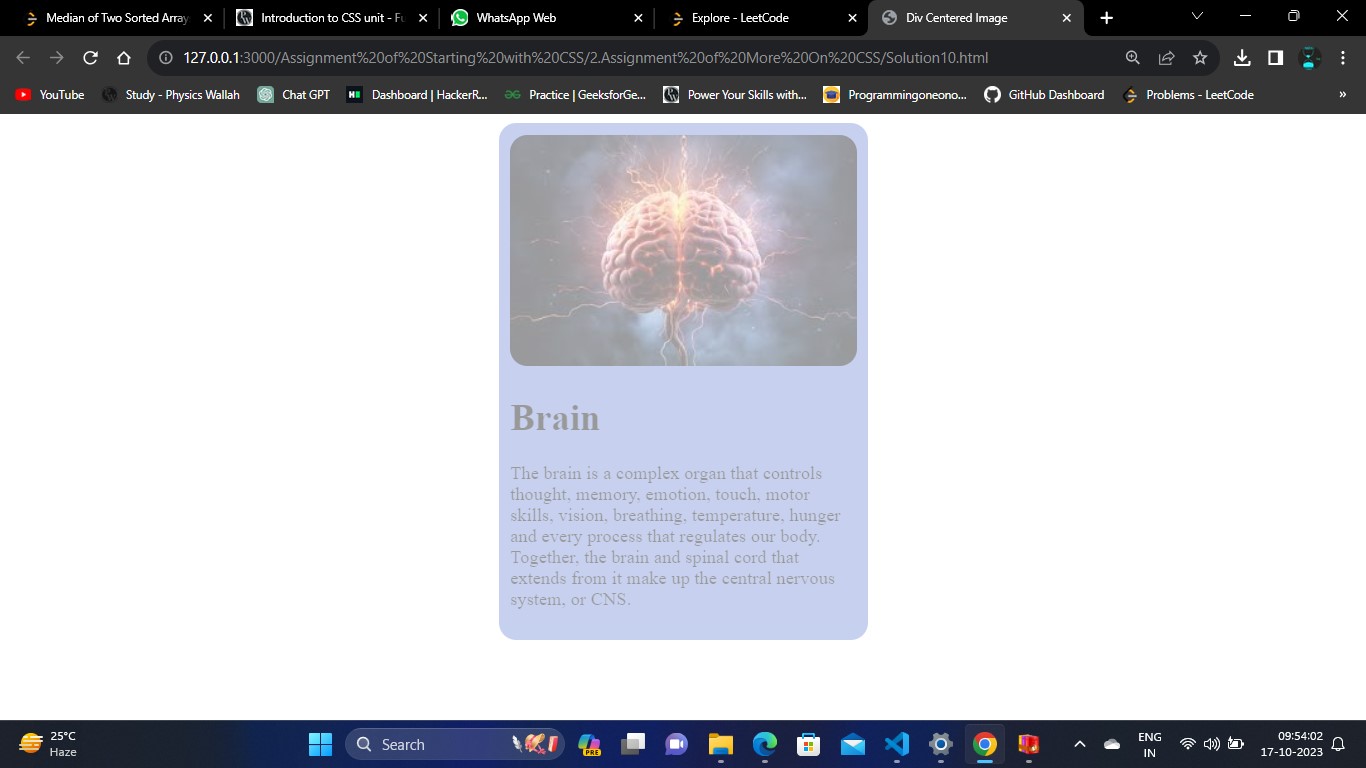 Median of Two Sorted Array
Introduction to CSS unit - Fu
WhatsApp Web
Explore - LeetCode
Div Centered Image
127.0.0.1:3000/Assignment%20of%20Starting%20with%20CSS/2.Assignment%20of%20More%20On%20CSS/Solution10.html
YouTube
Study - Physics Wallah
Chat GPT
Dashboard | HackerR...
Practice | GeeksforGe...
Power Your Skills with...
Programmingoneono...
GitHub Dashboard
Problems - LeetCode
»
Brain
The brain is a complex organ that controls
thought, memory, emotion, touch, motor
skills, vision, breathing, temperature, hunger
and every process that regulates our body.
Together, the brain and spinal cord that
extends from it make up the central nervous
system, or CNS.
25°C
Haze
Search
PRE
ENG
IN
09:54:02
17-10-2023